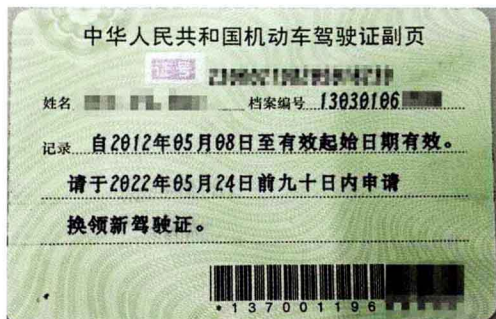 中华人民共和国机动车驾驶证副页
证号
姓名 档案编号 13030106
记录 自2012年05月08日至有效起始日期有效。
请于2022年05月24日前九十日内申请
换领新驾驶证。
*137001196